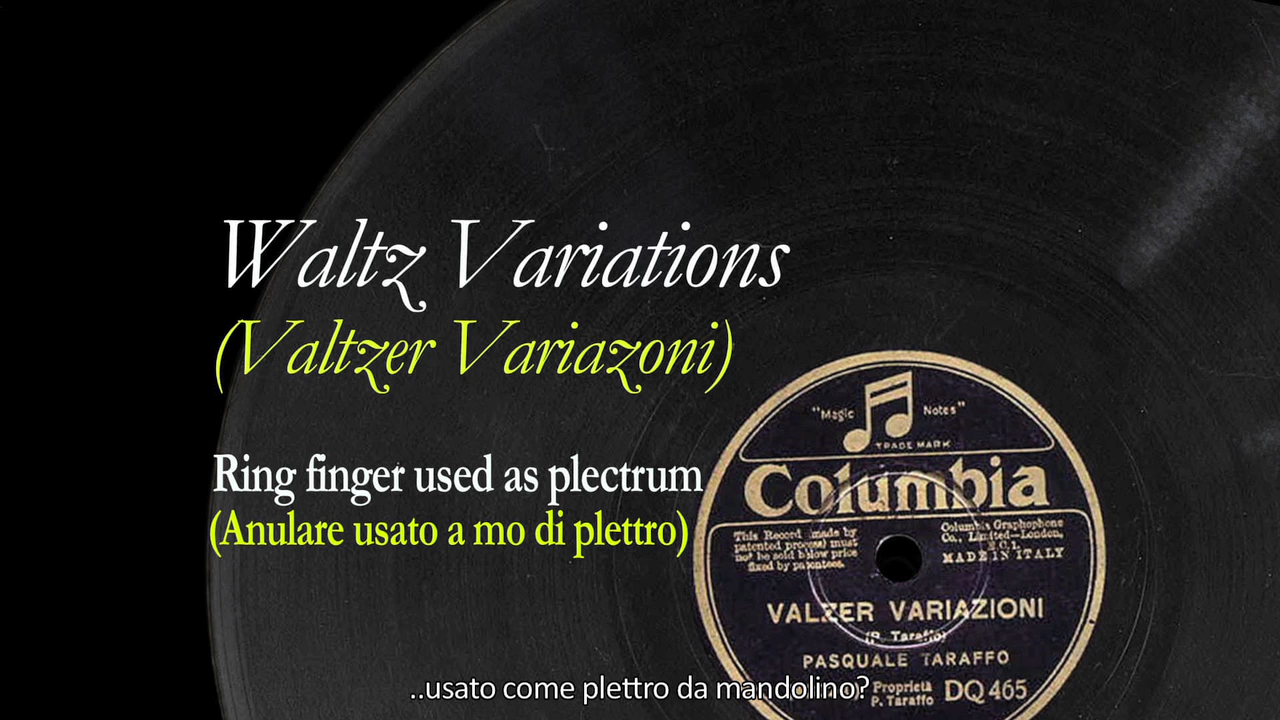 Waltz Variations
(Valtzer Variazoni)
Ring finger used as plectrum
(Anulare usato a mo di plettro)
"Magic Notes"
TRADE MARK
Columbia
This Record made by
patented process) must
not be sold below price
fixed by patentees.
Columbia Graphophone
Co., Limited—London,
MADE IN ITALY
VALZER VARIAZIONI
(P. Taraffo)
PASQUALE TARAFFO
Proprietà
P. Taraffo
DQ 465
..usato come plettro da mandolino?